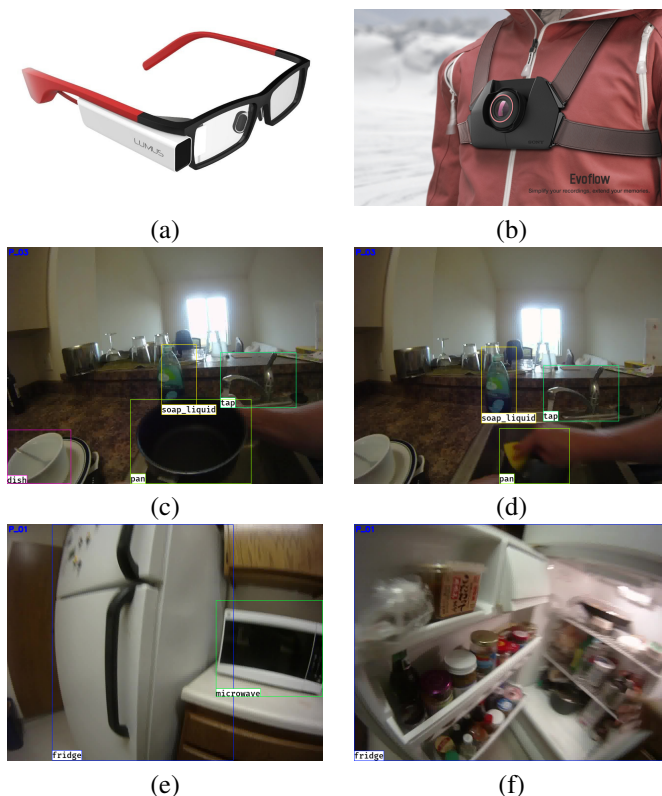 LUMUS
Evoflow
Simplify your recordings, extend your memories.
(a)
(b)
P_03
soap_liquid
tap
dish
pan
P_03
soap_liquid
tap
pan
(c)
(d)
P_01
microwave
fridge
P_01
fridge
(e)
(f)